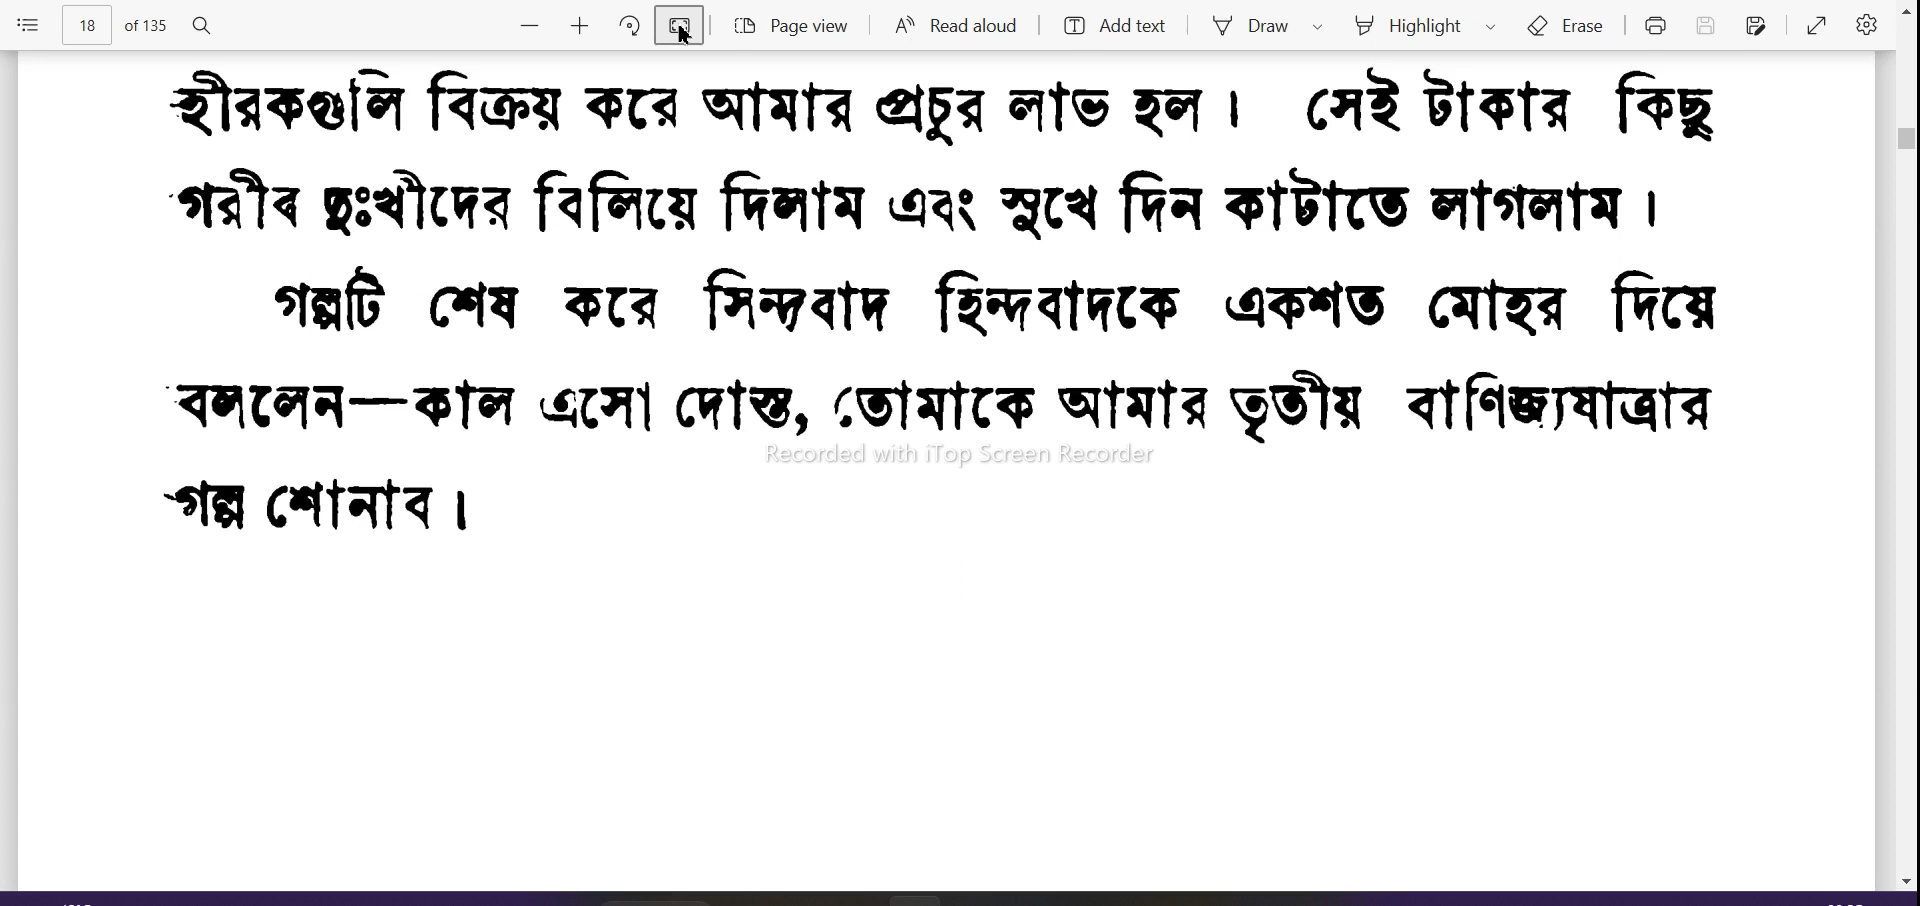 18 of 135 Page view Read aloud Add text Draw Highlight Erase
হীরকগুলি বিক্রয় করে আমার প্রচুর লাভ হল । সেই টাকার কিছু
গরীব দুঃখীদের বিলিয়ে দিলাম এবং সুখে দিন কাটাতে লাগলাম ।
গল্পটি শেষ করে সিন্দবাদ হিন্দবাদকে একশত মোহর দিয়ে
বললেন—কাল এসো দোস্ত, তোমাকে আমার তৃতীয় বাণিজ্যযাত্রার
Recorded with iTop Screen Recorder
গল্প শোনাব ।